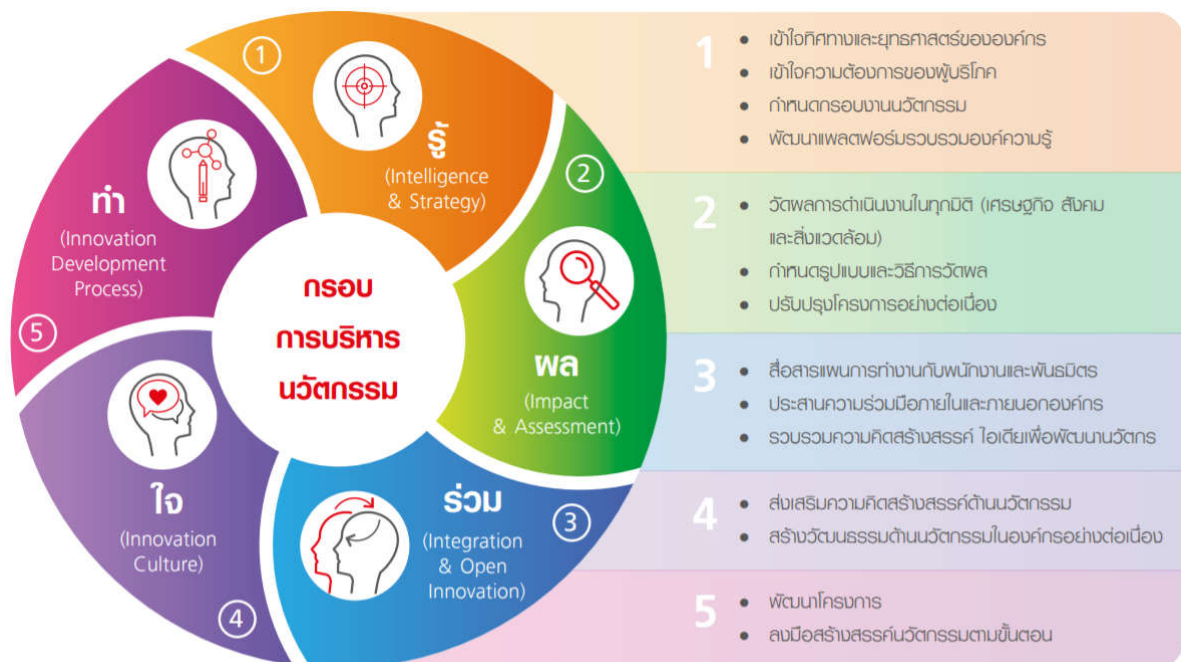 กรอบ
การบริหาร
นวัตกรรม
1
รู้
(Intelligence
& Strategy)
2
ผล
(Impact
& Assessment)
3
ร่วม
(Integration
& Open
Innovation)
4
ใจ
(Innovation
Culture)
5
ทำ
(Innovation
Development
Process)
1
• เข้าใจทิศทางและยุทธศาสตร์ขององค์กร
• เข้าใจความต้องการของผู้บริโภค
• กำหนดกรอบงานนวัตกรรม
• พัฒนาแพลตฟอร์มรวบรวมองค์ความรู้
2
• วัดผลการดำเนินงานในทุกมิติ (เศรษฐกิจ สังคม
และสิ่งแวดล้อม)
• กำหนดรูปแบบและวิธีการวัดผล
• ปรับปรุงโครงการอย่างต่อเนื่อง
3
• สื่อสารแผนการทำงานกับพนักงานและพันธมิตร
• ประสานความร่วมมือภายในและภายนอกองค์กร
• รวบรวมความคิดสร้างสรรค์ ไอเดียเพื่อพัฒนานวัตกร
4
• ส่งเสริมความคิดสร้างสรรค์ด้านนวัตกรรม
• สร้างวัฒนธรรมด้านนวัตกรรมในองค์กรอย่างต่อเนื่อง
5
• พัฒนาโครงการ
• ลงมือสร้างสรรค์นวัตกรรมตามขั้นตอน